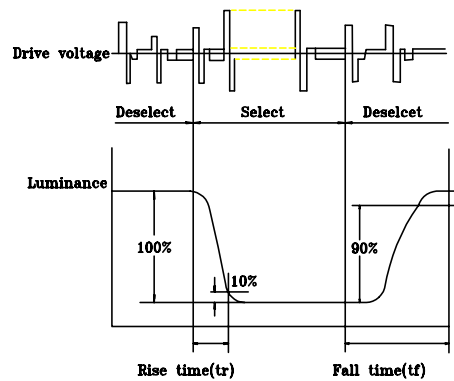 Drive voltage
Deselect
Select
Deselcet
Luminance
100%
10%
90%
Rise time(tr)
Fall time(tf)